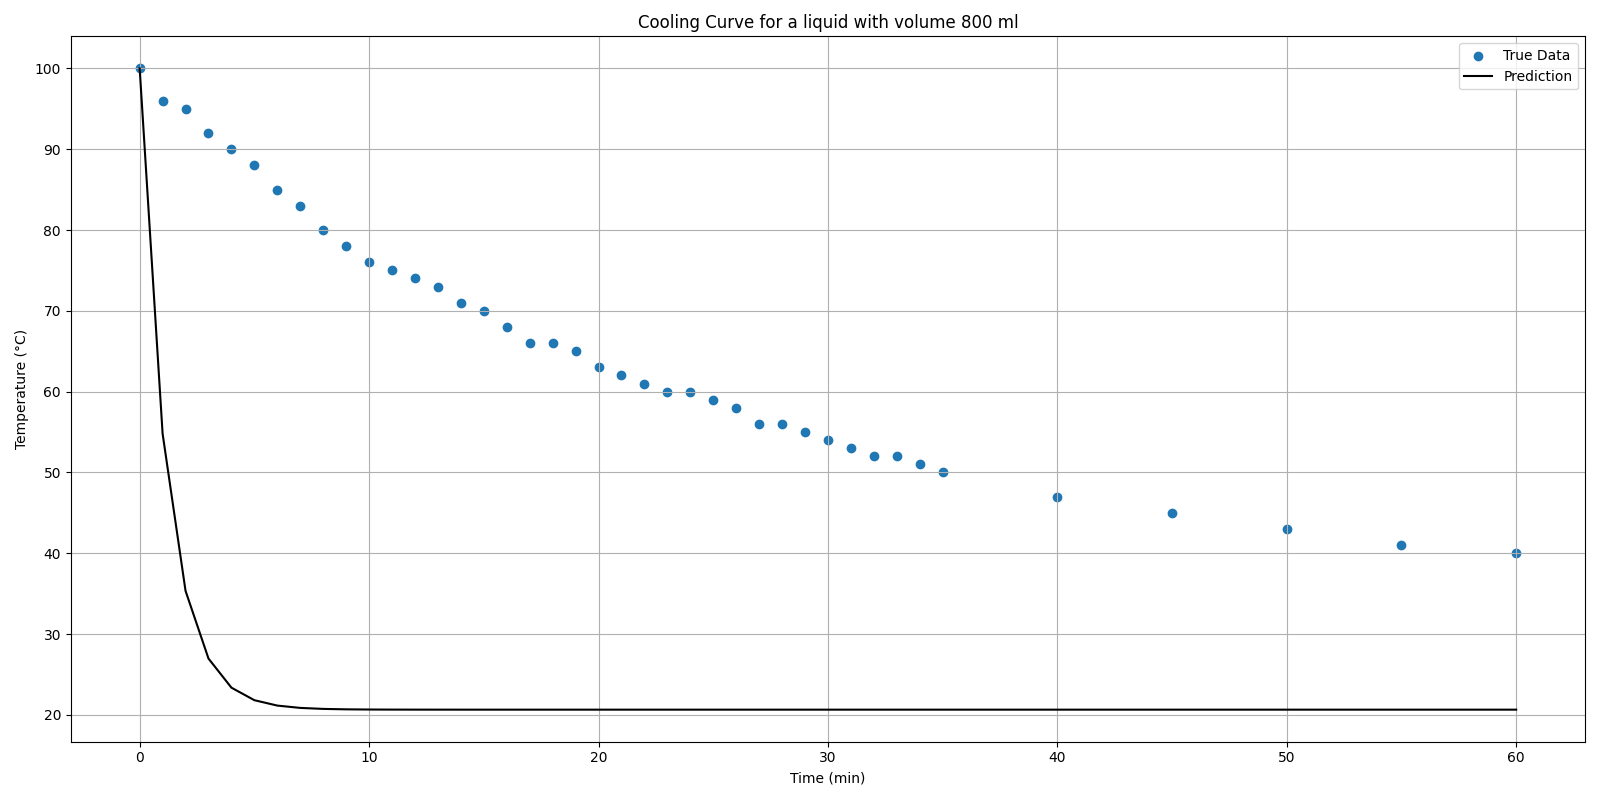 Cooling Curve for a liquid with volume 800 ml
True Data
Prediction
Temperature (°C)
100
90
80
70
60
50
40
30
20
0 10 20 30 40 50 60
Time (min)